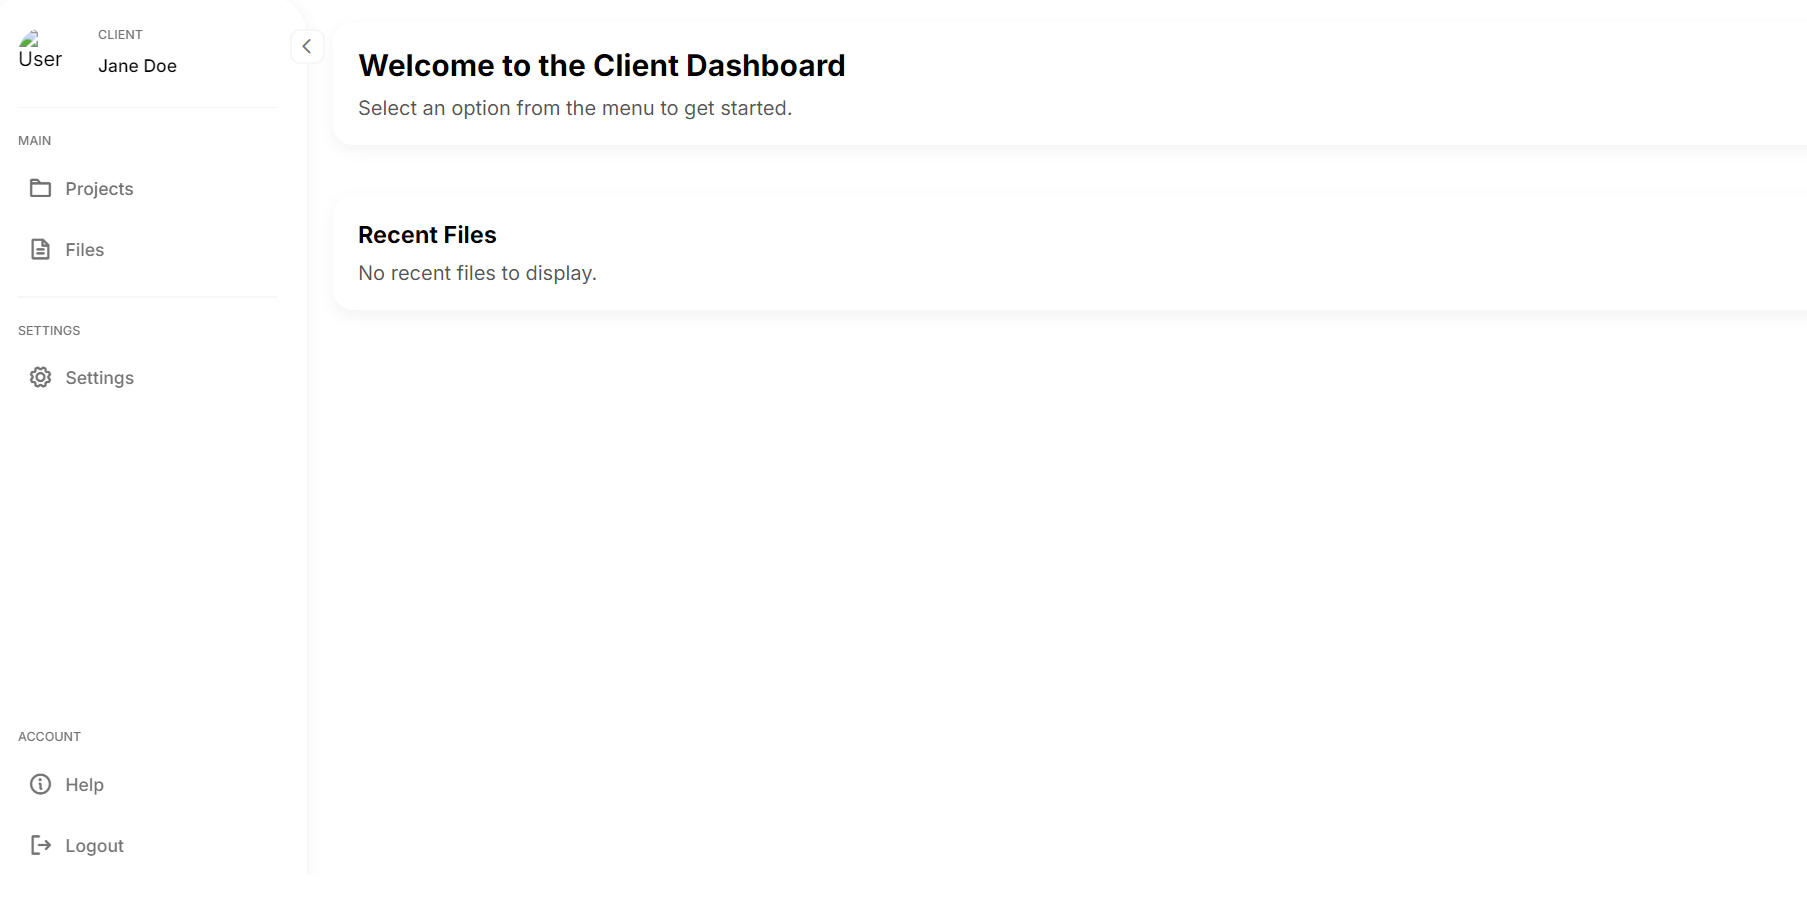 User
CLIENT
Jane Doe
MAIN
Projects
Files
SETTINGS
Settings
ACCOUNT
Help
Logout
Welcome to the Client Dashboard
Select an option from the menu to get started.
Recent Files
No recent files to display.